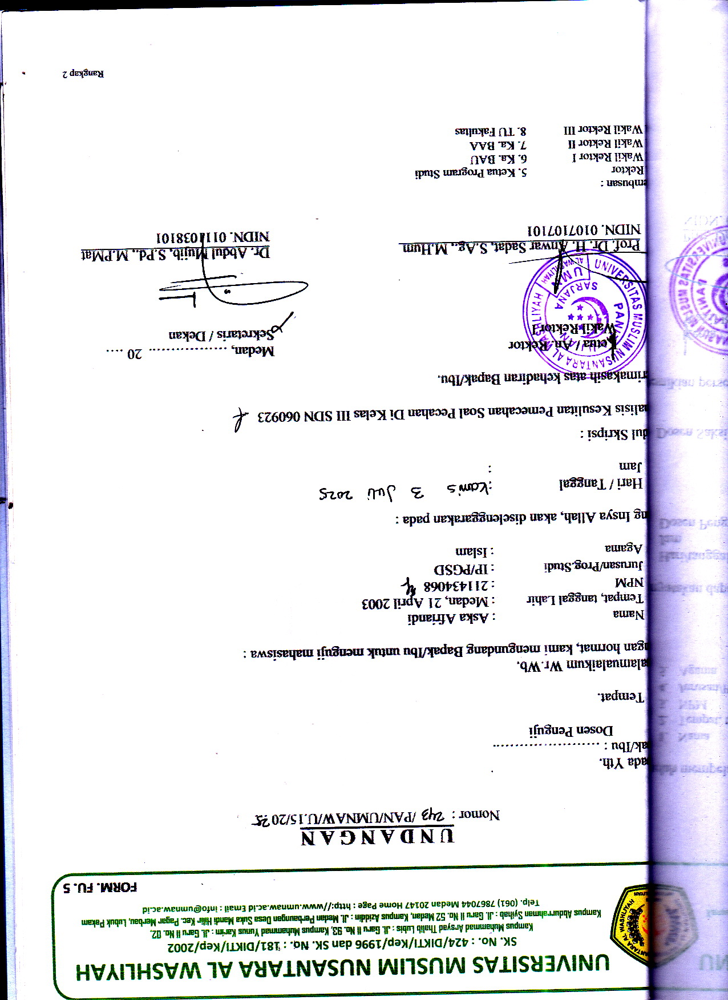 UNIVERSITAS MUSLIM NUSANTARA AL WASHLIYAH
SK. No. : 424/DIKTI/Kep/1996 dan SK. No. : 181/DIKTI/Kep/2002
Kampus Muhammad Arsyad Thalib Lubis : Jl. Garu II No. 93, Kampus Muhammad Yunus Karim : Jl. Garu II No. 02,
Kampus Abdurrahman Syihab : Jl. Garu II No. 52 Medan, Kampus Aziddin : Jl. Medan Perbaungan Desa Suka Mandi Hilir Kec. Pagar Merbau, Lubuk Pakam
Telp. (061) 7867044 Medan 20147 Home Page : http://www.umnaw.ac.id Email : info@umnaw.ac.id
FORM. FU. 5
UNDANGAN
Nomor : 243 /PAN/UMNAW/U.15/2025
ada Yth.
ak/Ibu : ........................
Dosen Penguji
Tempat.
alamualaikum Wr.Wb.
gan hormat, kami mengundang Bapak/Ibu untuk menguji mahasiswa :
Nama : Aska Afriandi
Tempat, tanggal Lahir : Medan, 21 April 2003
NPM : 211434068
Jurusan/Prog.Studi : IP/PGSD
Agama : Islam
ng Insya Allah, akan diselenggarakan pada :
Hari / Tanggal : Kamis 3 Juli 2025
Jam :
dul Skripsi :
alisis Kesulitan Pemecahan Soal Pecahan Di Kelas III SDN 060923
rimakasih atas kehadiran Bapak/Ibu.
Medan, .................. 20 ....
Ketua / An. Rektor
Wakil Rektor I
Sekretaris / Dekan
UNIVERSITAS MUSLIM NUSANTARA AL WASHLIYAH
PANITIA UJIAN
SARJANA
UMN
AL WASHLIYAH
Prof. Dr. H. Anwar Sadat, S.Ag., M.Hum
NIDN. 0107107101
Dr. Abdul Mujib, S.Pd., M.PMat
NIDN. 0111038101
embusan :
Rektor 5. Ketua Program Studi
Wakil Rektor I 6. Ka. BAU
Wakil Rektor II 7. Ka. BAA
Wakil Rektor III 8. TU Fakultas
Rangkap 2